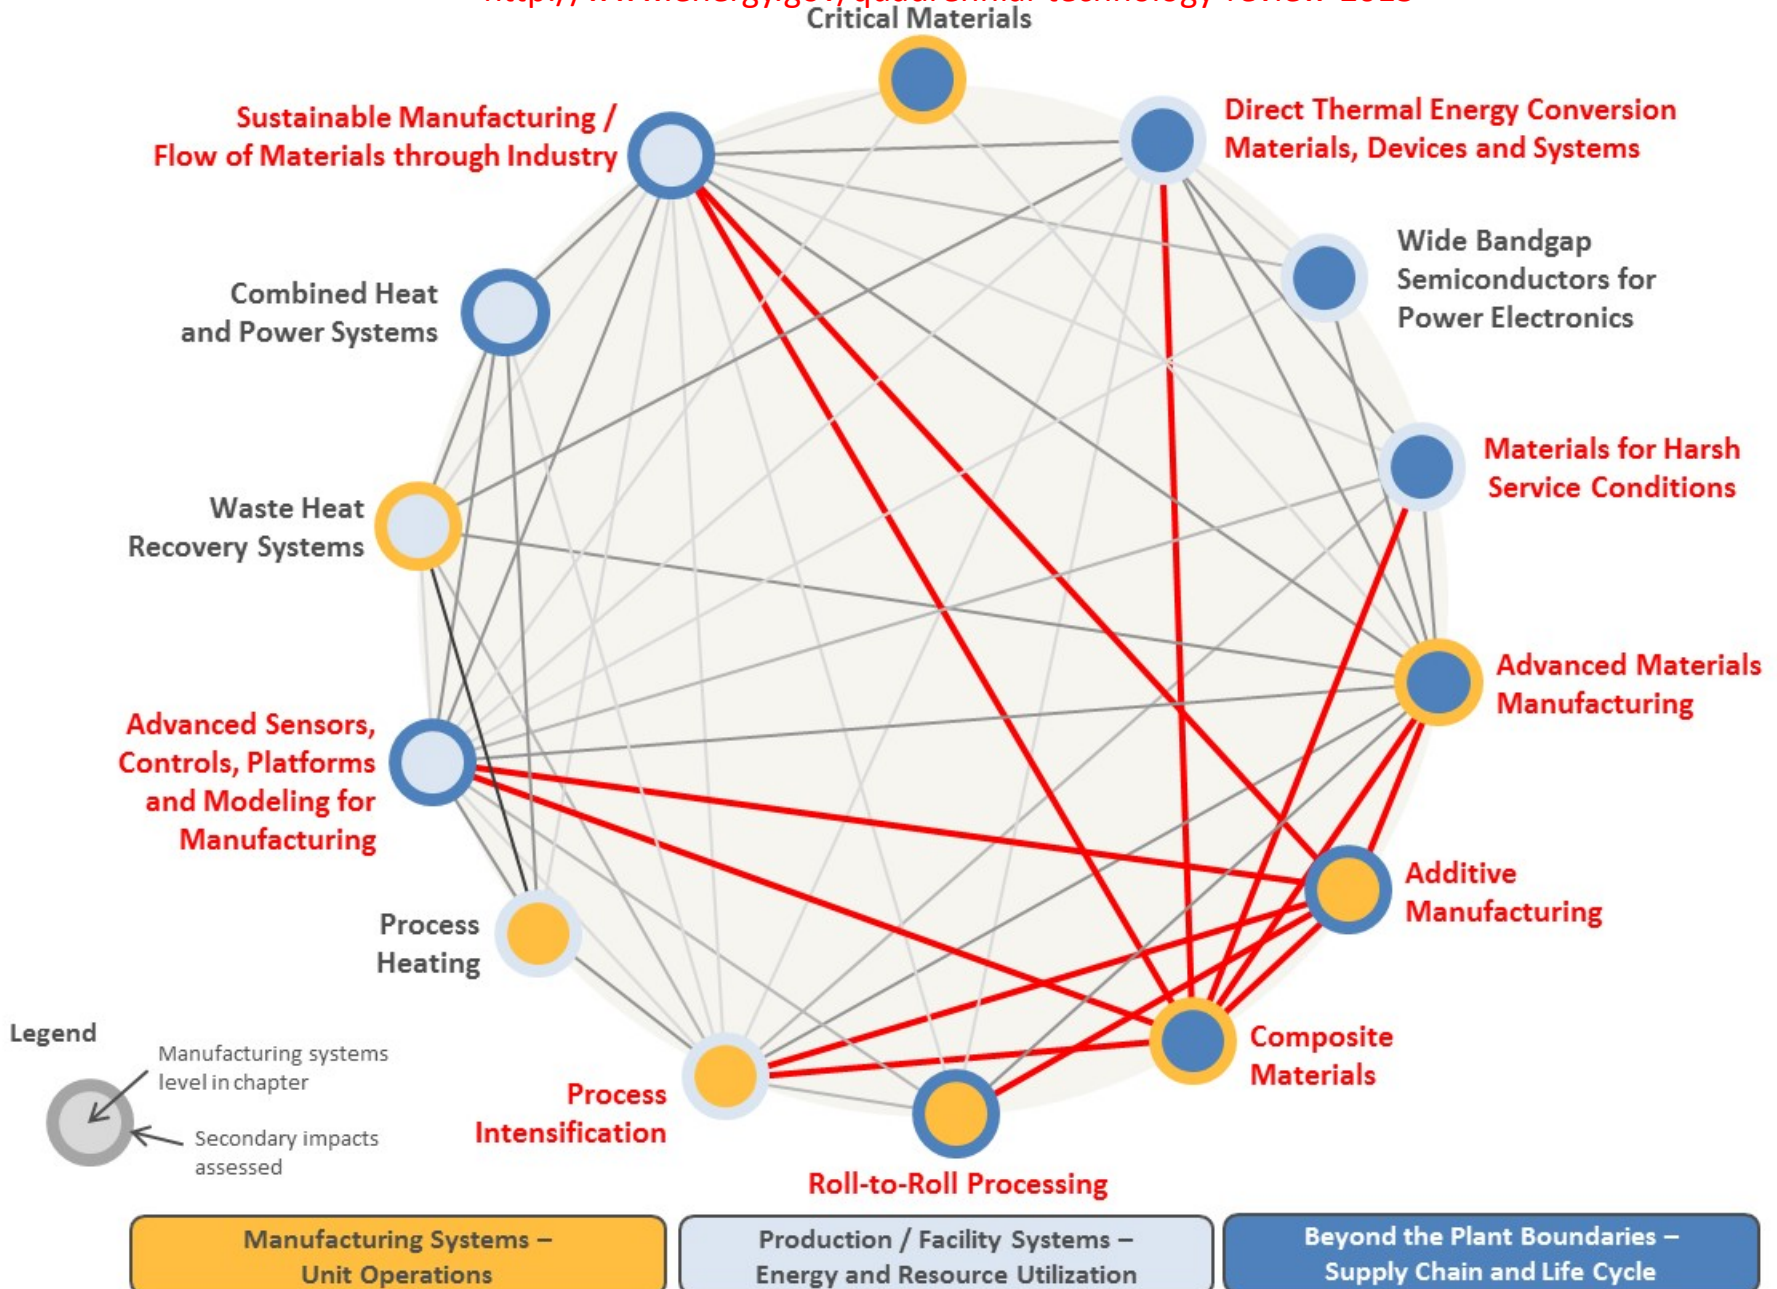 Critical Materials
Sustainable Manufacturing /
Flow of Materials through Industry
Direct Thermal Energy Conversion
Materials, Devices and Systems
Wide Bandgap
Semiconductors for
Power Electronics
Combined Heat
and Power Systems
Materials for Harsh
Service Conditions
Waste Heat
Recovery Systems
Advanced Materials
Manufacturing
Advanced Sensors,
Controls, Platforms
and Modeling for
Manufacturing
Additive
Manufacturing
Process
Heating
Composite
Materials
Process
Intensification
Roll-to-Roll Processing
Legend
Manufacturing systems
level in chapter
Secondary impacts
assessed
Manufacturing Systems –
Unit Operations
Production / Facility Systems –
Energy and Resource Utilization
Beyond the Plant Boundaries –
Supply Chain and Life Cycle